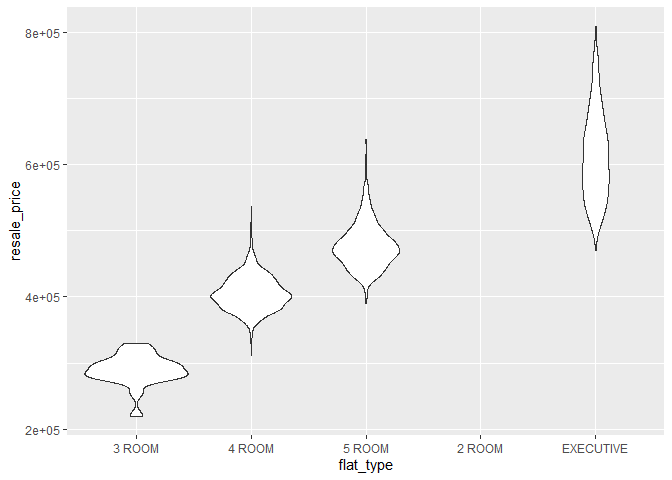 8e+05
6e+05
4e+05
2e+05
resale_price
3 ROOM 4 ROOM 5 ROOM 2 ROOM EXECUTIVE
flat_type